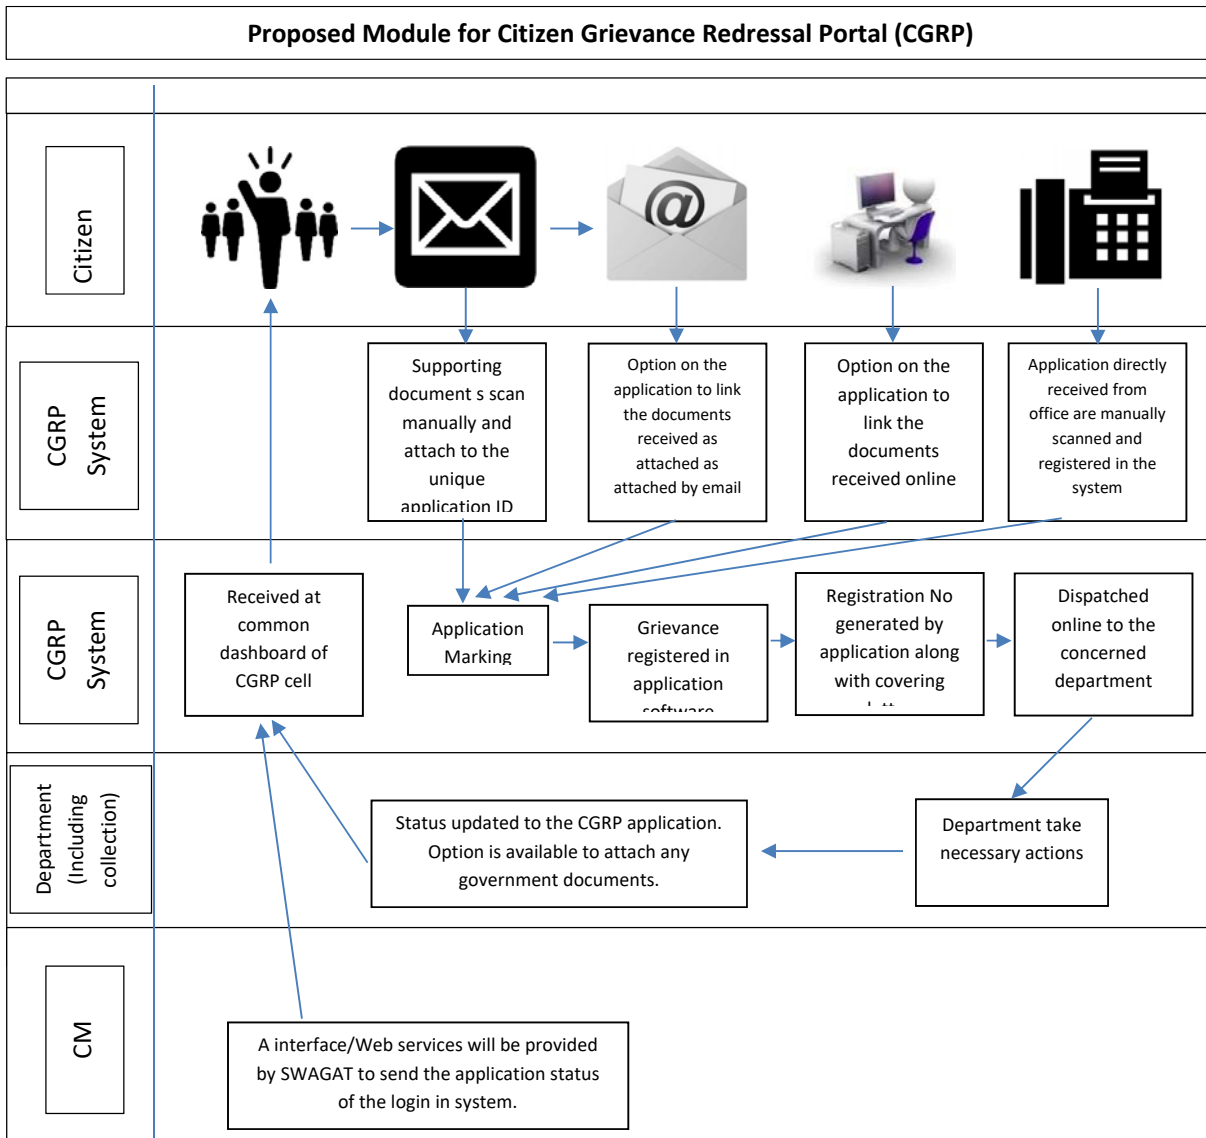 Proposed Module for Citizen Grievance Redressal Portal (CGRP)
Citizen
@
CGRP
System
Supporting
document s scan
manually and
attach to the
unique
application ID
Option on the
application to link
the documents
received as
attached as
attached by email
Option on the
application to
link the
documents
received online
Application directly
received from
office are manually
scanned and
registered in the
system
CGRP
System
Received at
common
dashboard of
CGRP cell
Application
Marking
Grievance
registered in
application
software
Registration No
generated by
application along
with covering
Dispatched
online to the
concerned
department
Department
(Including
collection)
Status updated to the CGRP application.
Option is available to attach any
government documents.
Department take
necessary actions
CM
A interface/Web services will be provided
by SWAGAT to send the application status
of the login in system.